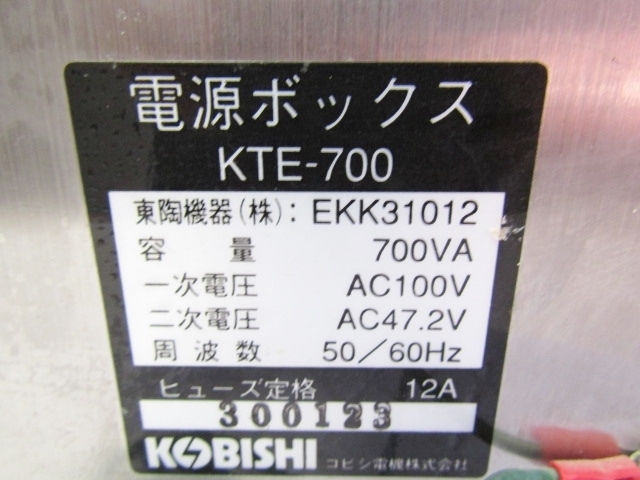 電源ボックス
KTE-700
東陶機器(株): EKK31012
容量 700VA
一次電圧 AC100V
二次電圧 AC47.2V
周波数 50/60Hz
ヒューズ定格 12A
300123
KOBISHI コビシ電機株式会社